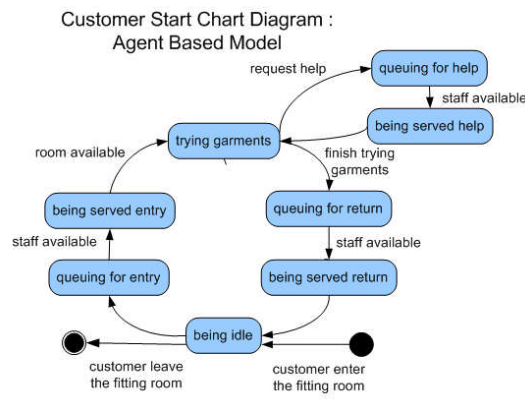 Customer Start Chart Diagram :
Agent Based Model
queuing for help
request help
staff available
being served help
trying garments
room available
finish trying
garments
being served entry
queuing for return
staff available
staff available
queuing for entry
being served return
being idle
customer leave
the fitting room
customer enter
the fitting room